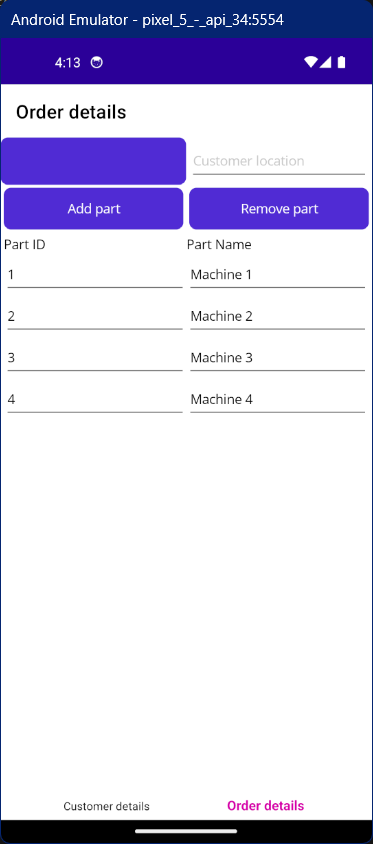 Android Emulator - pixel_5_-_api_34:5554
4:13
Order details
Customer location
Add part Remove part
Part ID Part Name
1 Machine 1
2 Machine 2
3 Machine 3
4 Machine 4
Customer details Order details